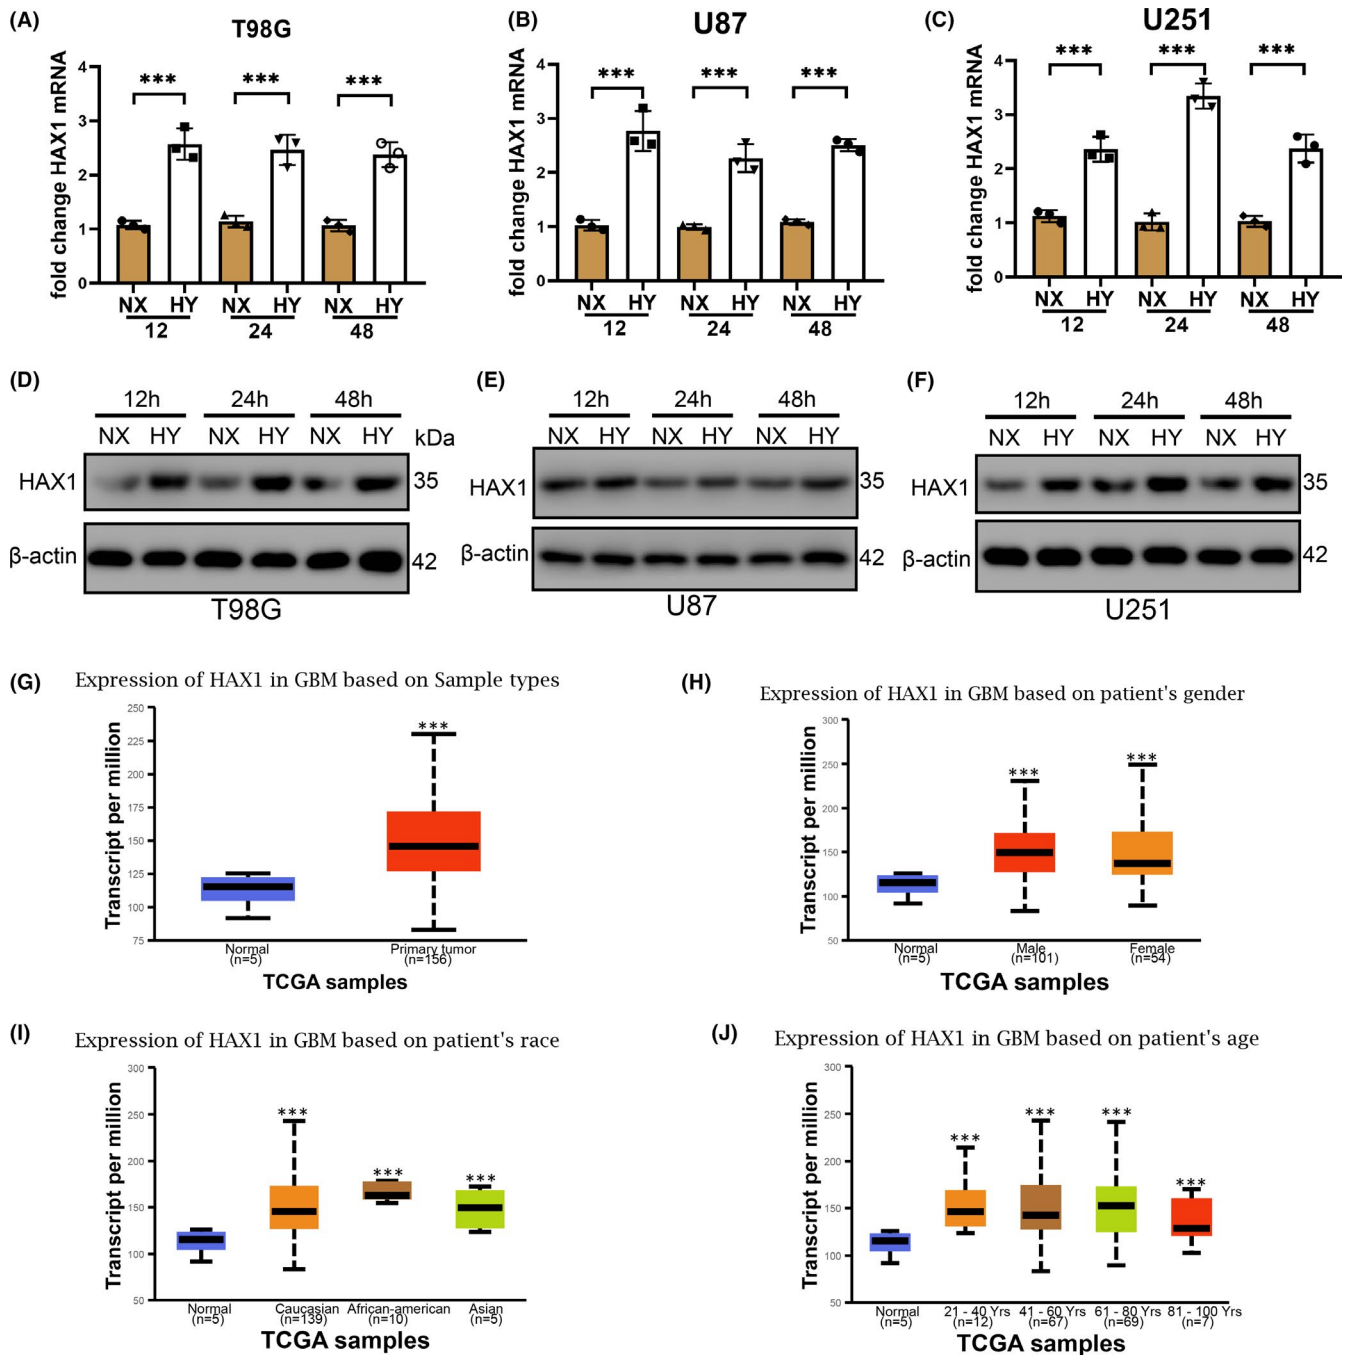 (A) T98G
fold change HAX1 mRNA
4
3
2
1
0
*** *** ***
NX HY NX HY NX HY
12 24 48
(B) U87
fold change HAX1 mRNA
4
3
2
1
0
*** *** ***
NX HY NX HY NX HY
12 24 48
(C) U251
fold change HAX1 mRNA
4
3
2
1
0
*** *** ***
NX HY NX HY NX HY
12 24 48
(D)
12h 24h 48h
NX HY NX HY NX HY kDa
HAX1 35
β-actin 42
T98G
(E)
12h 24h 48h
NX HY NX HY NX HY
HAX1 35
β-actin 42
U87
(F)
12h 24h 48h
NX HY NX HY NX HY
HAX1 35
β-actin 42
U251
(G) Expression of HAX1 in GBM based on Sample types
Transcript per million
250
225
200
175
150
125
100
75
***
Normal Primary tumor
(n=5) (n=156)
TCGA samples
(H) Expression of HAX1 in GBM based on patient's gender
Transcript per million
300
250
200
150
100
50
*** ***
Normal Male Female
(n=5) (n=101) (n=54)
TCGA samples
(I) Expression of HAX1 in GBM based on patient's race
Transcript per million
300
250
200
150
100
50
*** *** ***
Normal Caucasian African-american Asian
(n=5) (n=139) (n=10) (n=5)
TCGA samples
(J) Expression of HAX1 in GBM based on patient's age
Transcript per million
300
250
200
150
100
50
*** *** *** ***
Normal 21 - 40 Yrs 41 - 60 Yrs 61 - 80 Yrs 81 - 100 Yrs
(n=5) (n=12) (n=67) (n=69) (n=7)
TCGA samples